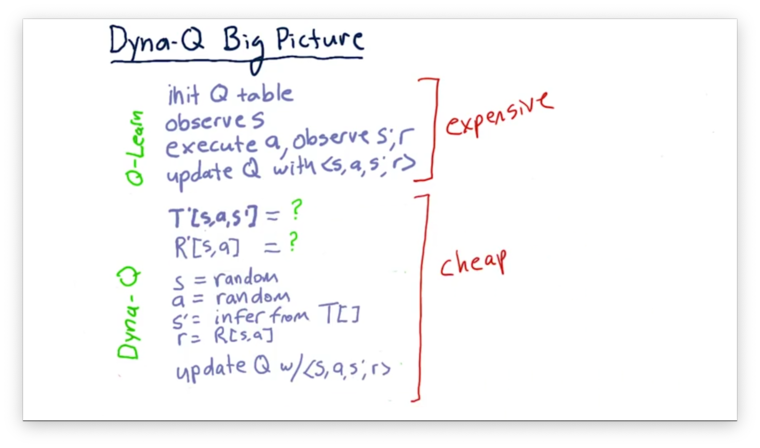 Dyna-Q Big Picture
Q-Learn
init Q table
observe s
execute a, observe s', r
update Q with <s, a, s', r>
expensive
Dyna-Q
T'[s,a,s'] = ?
R'[s,a] = ?
s = random
a = random
s' = infer from T[]
r = R[s,a]
update Q w/<s,a,s',r>
cheap